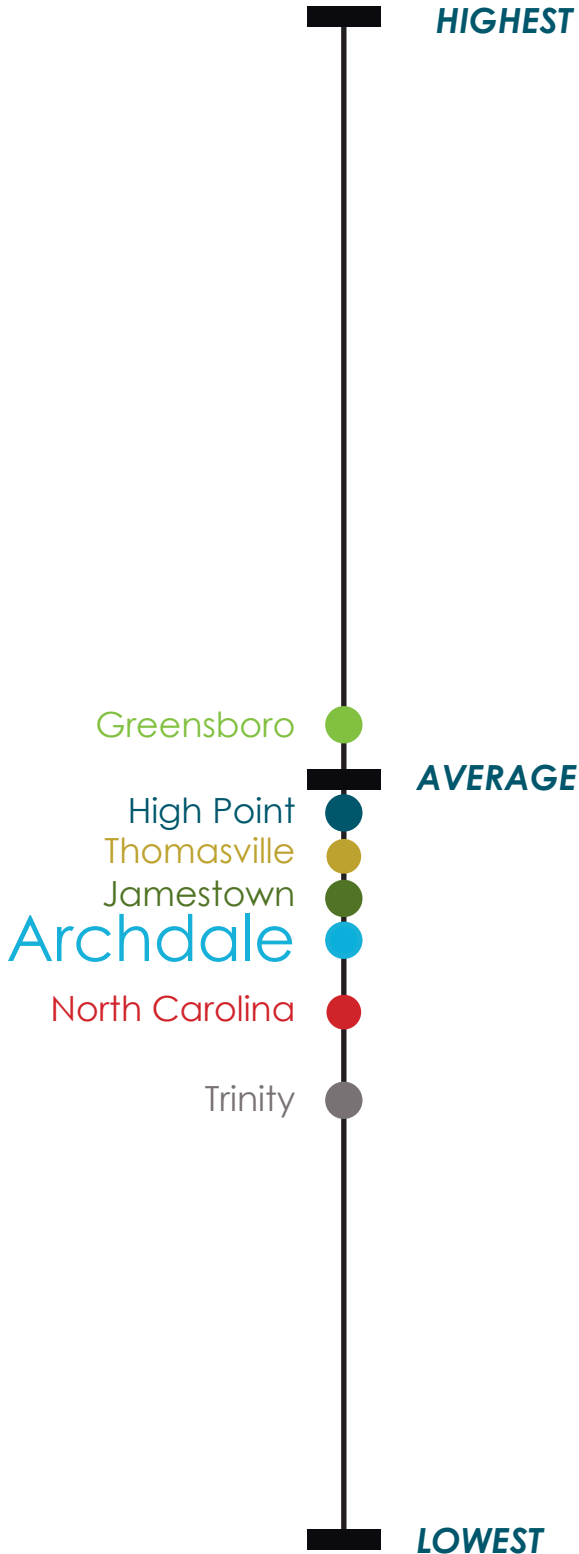 HIGHEST
Greensboro
AVERAGE
High Point
Thomasville
Jamestown
Archdale
North Carolina
Trinity
LOWEST